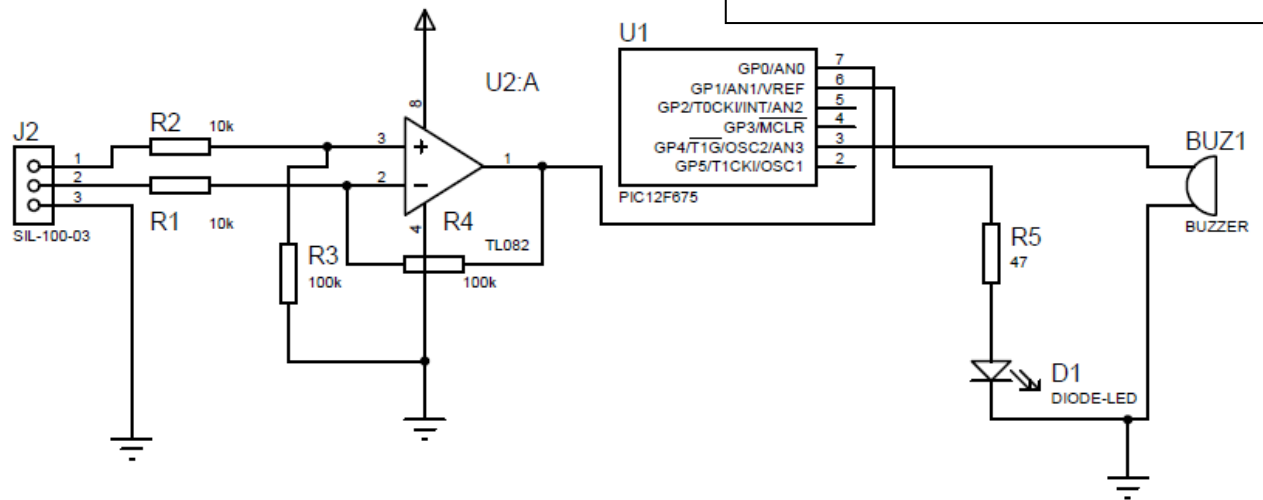 J2
1
2
3
SIL-100-03
R2
10k
R1
10k
R3
100k
U2:A
8
3
+
2
−
1
4
R4
TL082
100k
U1
GP0/AN0
7
GP1/AN1/VREF
6
GP2/T0CKI/INT/AN2
5
GP3/MCLR
4
GP4/T1G/OSC2/AN3
3
GP5/T1CKI/OSC1
2
PIC12F675
R5
47
D1
DIODE-LED
BUZ1
BUZZER